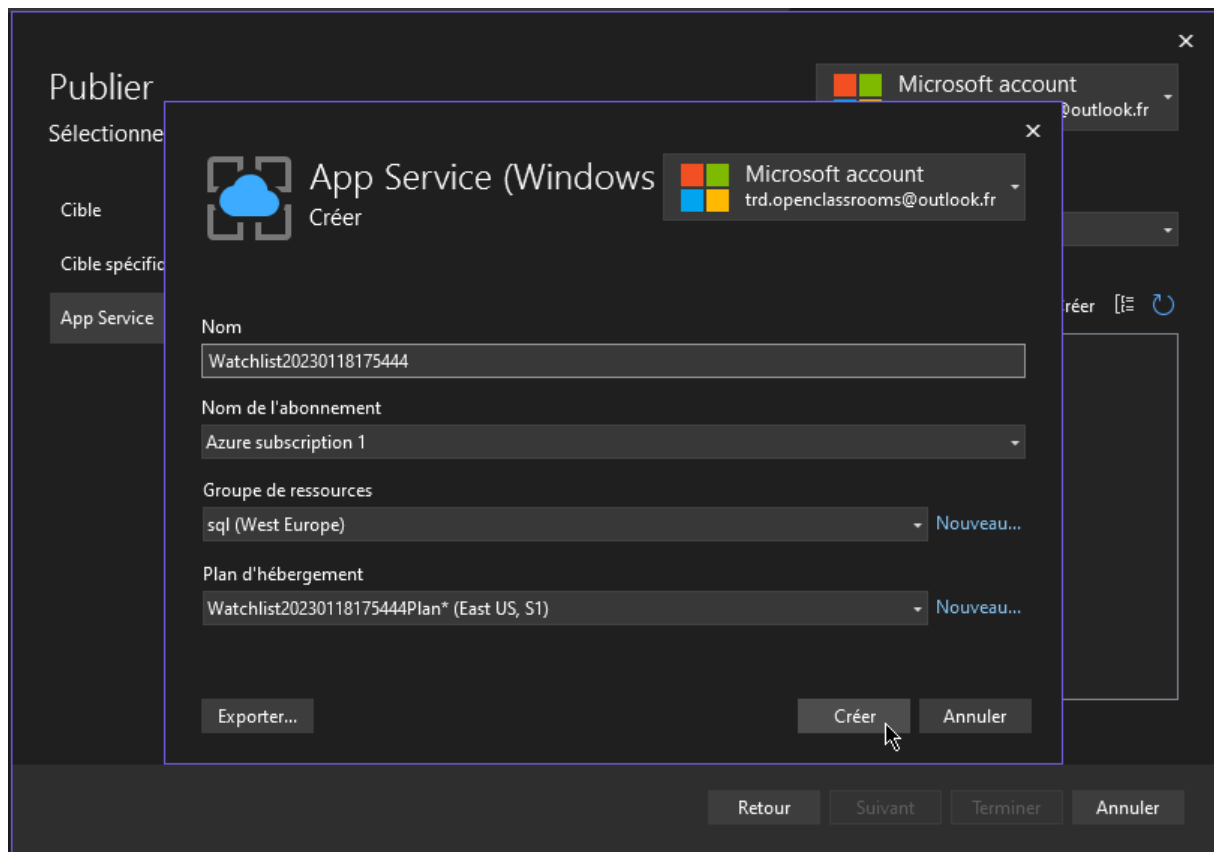 Publier
Microsoft account
outlook.fr
Sélectionne
Cible
Cible spécific
App Service
réer
App Service (Windows
Créer
Microsoft account
trd.openclassrooms@outlook.fr
Nom
Watchlist20230118175444
Nom de l'abonnement
Azure subscription 1
Groupe de ressources
sql (West Europe)
Nouveau...
Plan d'hébergement
Watchlist20230118175444Plan* (East US, S1)
Nouveau...
Exporter...
Créer
Annuler
Retour
Suivant
Terminer
Annuler